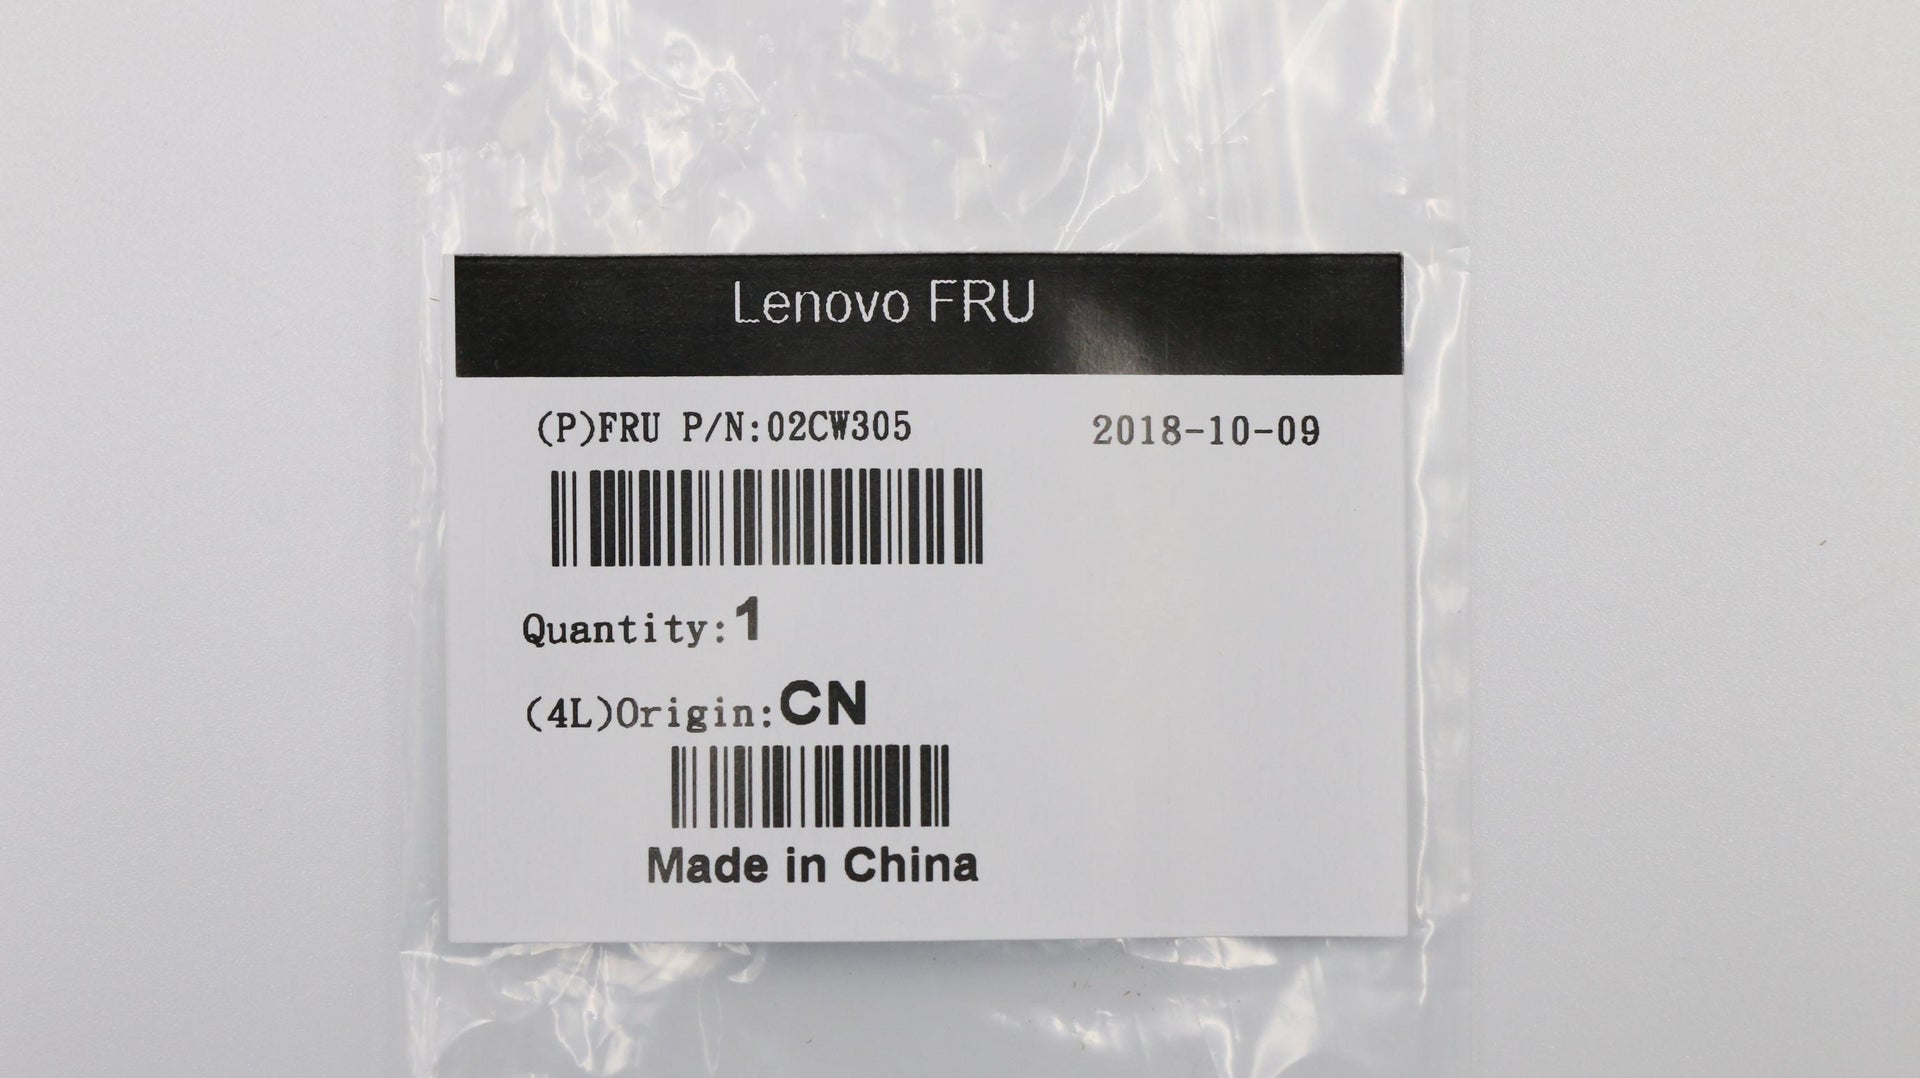 Lenovo FRU
(P)FRU P/N:02CW305 2018-10-09
Quantity:1
(4L)Origin:CN
Made in China